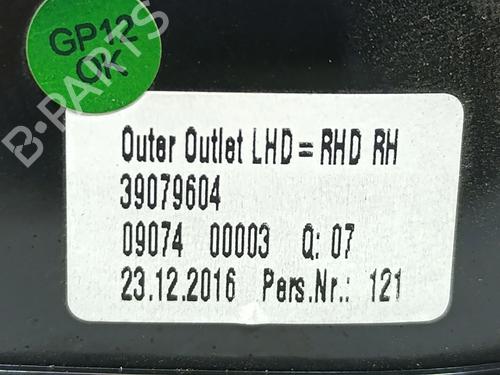 GP12
OK
B-PARTS
Outer Outlet LHD = RHD RH
39079604
09074 00003 Q: 07
23.12.2016 Pers.Nr.: 121